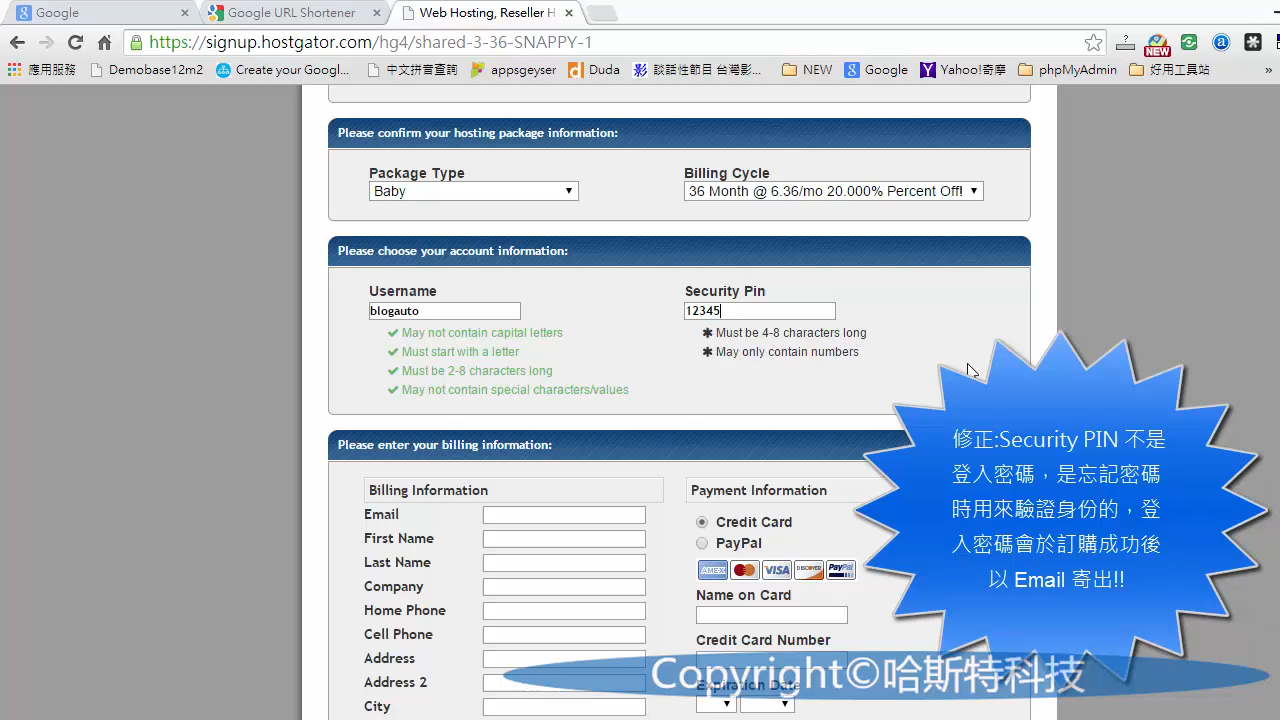 Google
Google URL Shortener
Web Hosting, Reseller H
https://signup.hostgator.com/hg4/shared-3-36-SNAPPY-1
NEW
應用服務 Demobase12m2 Create your Googl... 中文拼音查詢 appsgeyser Duda 談話性節目 台灣影... NEW Google Yahoo!奇摩 phpMyAdmin 好用工具站 »
Please confirm your hosting package information:
Package Type
Baby
Billing Cycle
36 Month @ 6.36/mo 20.000% Percent Off!
Please choose your account information:
Username
blogauto
May not contain capital letters
Must start with a letter
Must be 2-8 characters long
May not contain special characters/values
Security Pin
12345
Must be 4-8 characters long
May only contain numbers
Please enter your billing information:
Billing Information
Email
First Name
Last Name
Company
Home Phone
Cell Phone
Address
Address 2
City
Payment Information
Credit Card
PayPal
AMEX MasterCard VISA DISCOVER PayPal
Name on Card
Credit Card Number
Expiration Date
修正:Security PIN 不是
登入密碼，是忘記密碼
時用來驗證身份的，登
入密碼會於訂購成功後
以 Email 寄出!!
Copyright©哈斯特科技